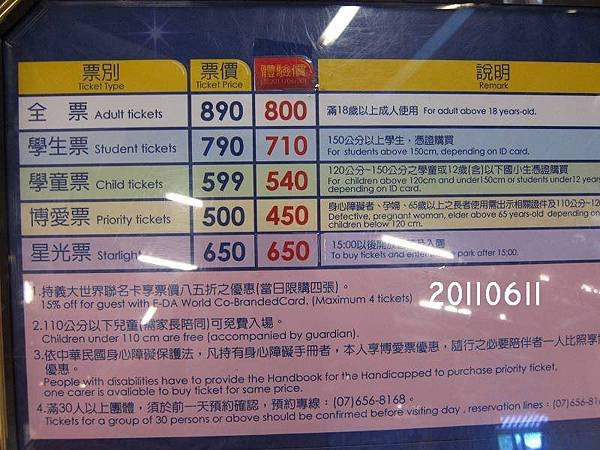 票別 票價 體驗價 說明
Ticket Type Ticket Price Remark
全 票 Adult tickets 890 800 滿18歲以上成人使用 For adult above 18 years-old.
學生票 Student tickets 790 710 150公分以上學生，憑證購買
For students above 150cm, depending on ID card.
學童票 Child tickets 599 540 120公分~150公分之學童或12歲(含)以下國小生憑證購買
For children above 120cm and under150cm or students under12 years
depending on ID card.
博愛票 Priority tickets 500 450 身心障礙者、孕婦、65歲以上之長者使用需出示相關證件及110公分~12
Defective, pregnant woman, elder above 65 years-old depending on
children below 120 cm.
星光票 Starlight 650 650 15:00以後開放 入園
To buy tickets and enter park after 15:00.
1.持義大世界聯名卡享票價八五折之優惠(當日限購四張)。
15% off for guest with E-DA World Co-BrandedCard. (Maximum 4 tickets)
20110611
2.110公分以下兒童(需家長陪同)可免費入場。
Children under 110 cm are free (accompanied by guardian).
3.依中華民國身心障礙保護法，凡持有身心障礙手冊者，本人享博愛票優惠，隨行之必要陪伴者一人比照享博
優惠。
People with disabilities have to provide the Handbook for the Handicapped to purchase priority ticket,
one carer is avaliable to buy ticket for same price.
4.滿30人以上團體，須於前一天預約確認，預約專線：(07)656-8168。
Tickets for a group of 30 persons or above should be confirmed before visiting day , reservation lines : (07)656-81